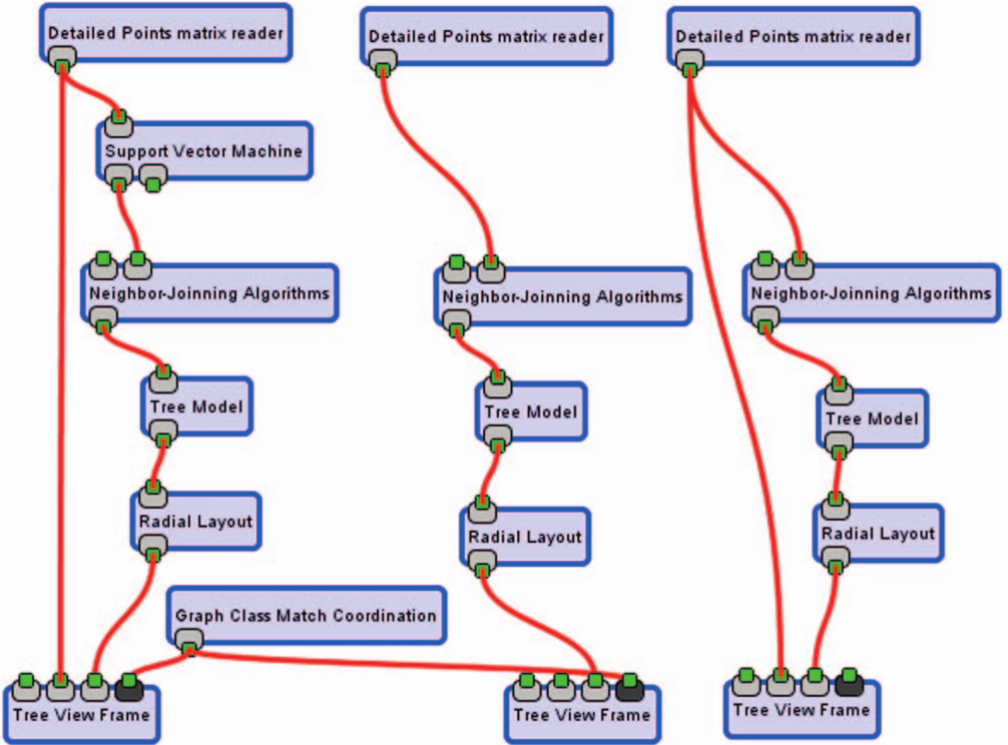 Detailed Points matrix reader
Detailed Points matrix reader
Detailed Points matrix reader
Support Vector Machine
Neighbor-Joinning Algorithms
Neighbor-Joinning Algorithms
Neighbor-Joinning Algorithms
Tree Model
Tree Model
Tree Model
Radial Layout
Radial Layout
Radial Layout
Graph Class Match Coordination
Tree View Frame
Tree View Frame
Tree View Frame